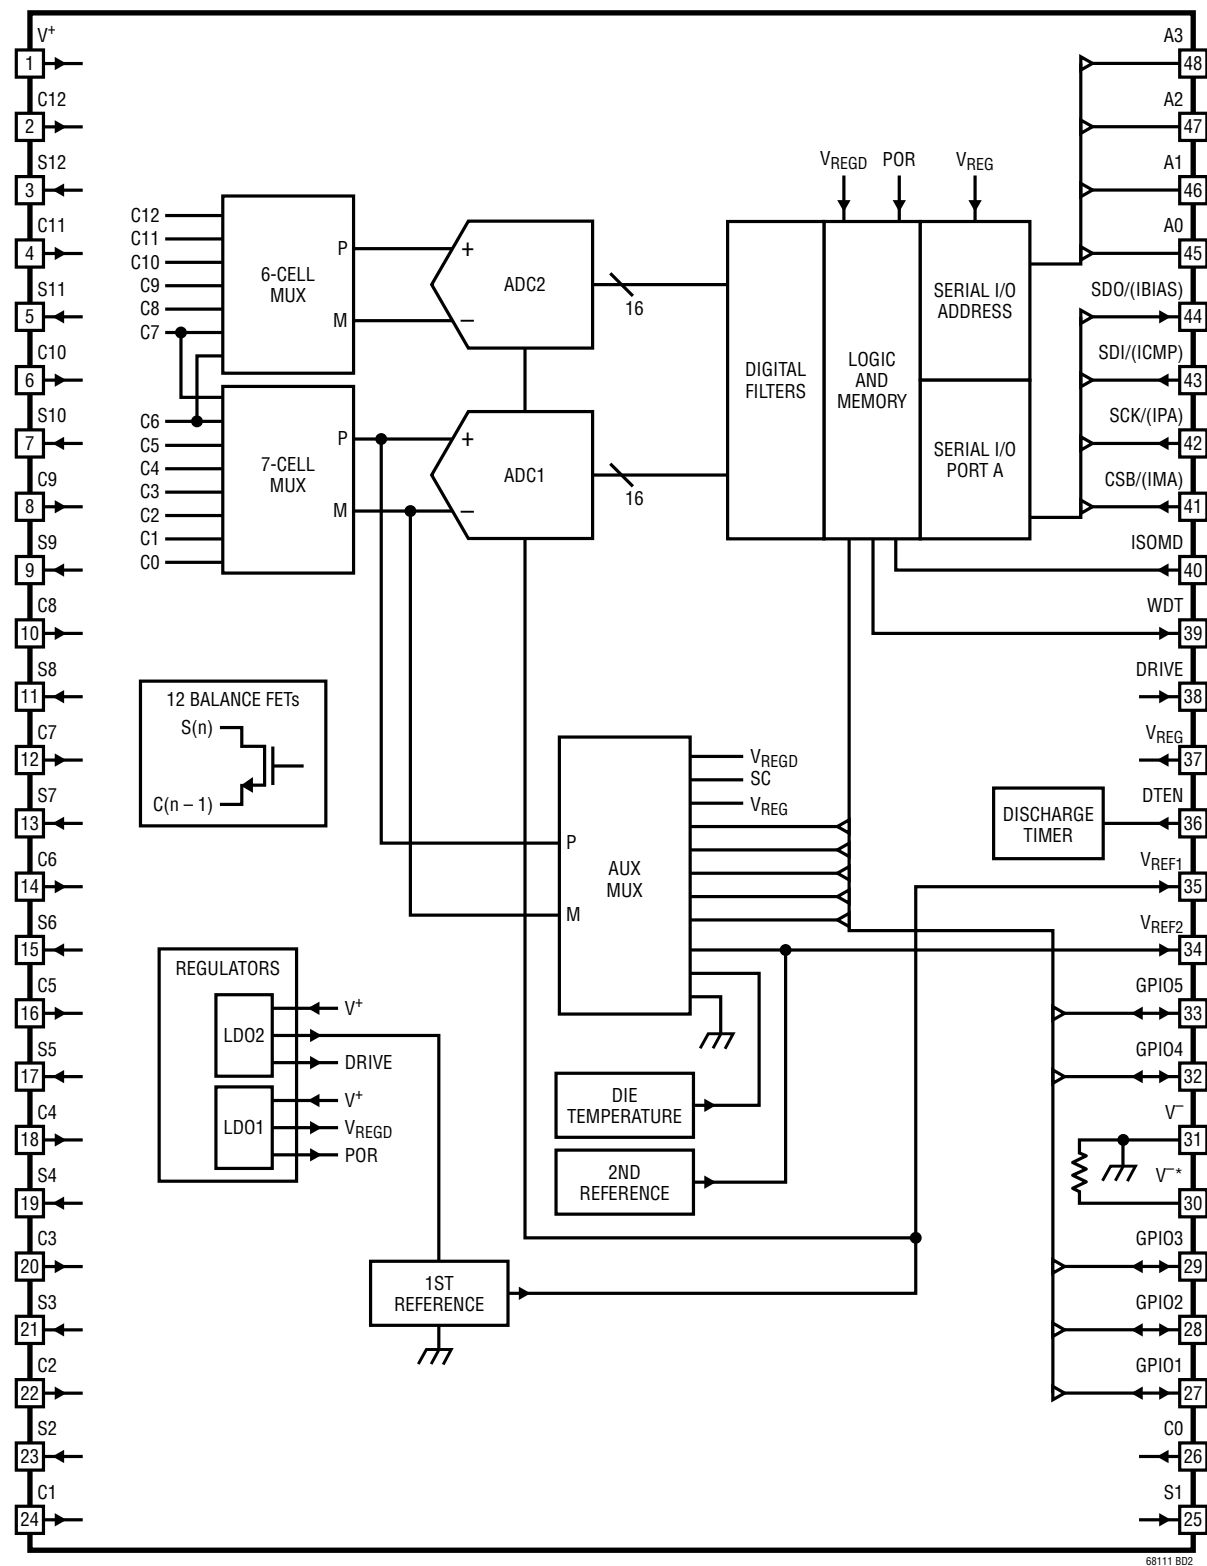 V+
1
C12
2
S12
3
C11
4
S11
5
C10
6
S10
7
C9
8
S9
9
C8
10
S8
11
C7
12
S7
13
C6
14
S6
15
C5
16
S5
17
C4
18
S4
19
C3
20
S3
21
C2
22
S2
23
C1
24
C12
C11
C10
C9
C8
C7
C6
C5
C4
C3
C2
C1
C0
6-CELL
MUX
P
M
7-CELL
MUX
P
M
+
ADC2
–
16
+
ADC1
–
16
VREGD
POR
VREG
DIGITAL
FILTERS
LOGIC
AND
MEMORY
SERIAL I/O
ADDRESS
SERIAL I/O
PORT A
12 BALANCE FETs
S(n)
C(n – 1)
P
AUX
MUX
M
VREGD
SC
VREG
DISCHARGE
TIMER
REGULATORS
LDO2
V+
DRIVE
LDO1
V+
VREGD
POR
DIE
TEMPERATURE
2ND
REFERENCE
1ST
REFERENCE
A3
48
A2
47
A1
46
A0
45
SDO/(IBIAS)
44
SDI/(ICMP)
43
SCK/(IPA)
42
CSB/(IMA)
41
ISOMD
40
WDT
39
DRIVE
38
VREG
37
DTEN
36
VREF1
35
VREF2
34
GPIO5
33
GPIO4
32
V–
31
V–*
30
GPIO3
29
GPIO2
28
GPIO1
27
C0
26
S1
25
68111 BD2